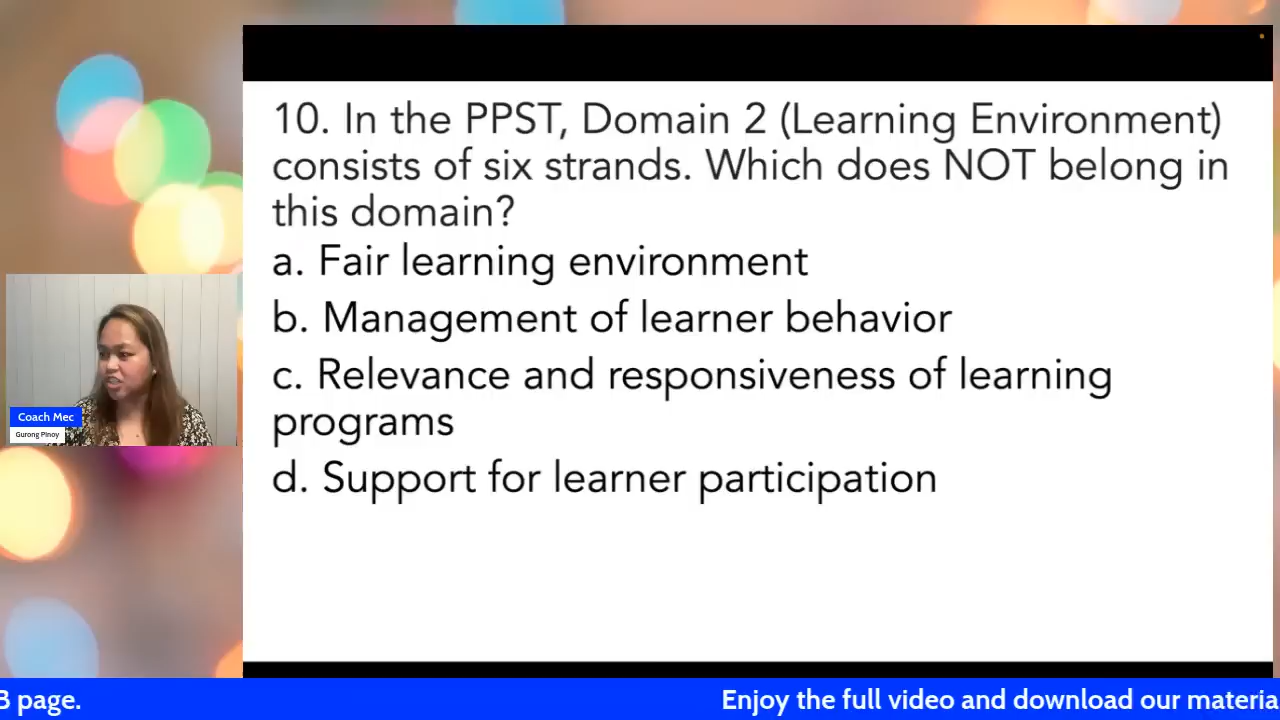 10. In the PPST, Domain 2 (Learning Environment)
consists of six strands. Which does NOT belong in
this domain?
a. Fair learning environment
b. Management of learner behavior
c. Relevance and responsiveness of learning
programs
d. Support for learner participation
Coach Mec
Gurong Pinoy
B page.
Enjoy the full video and download our materia